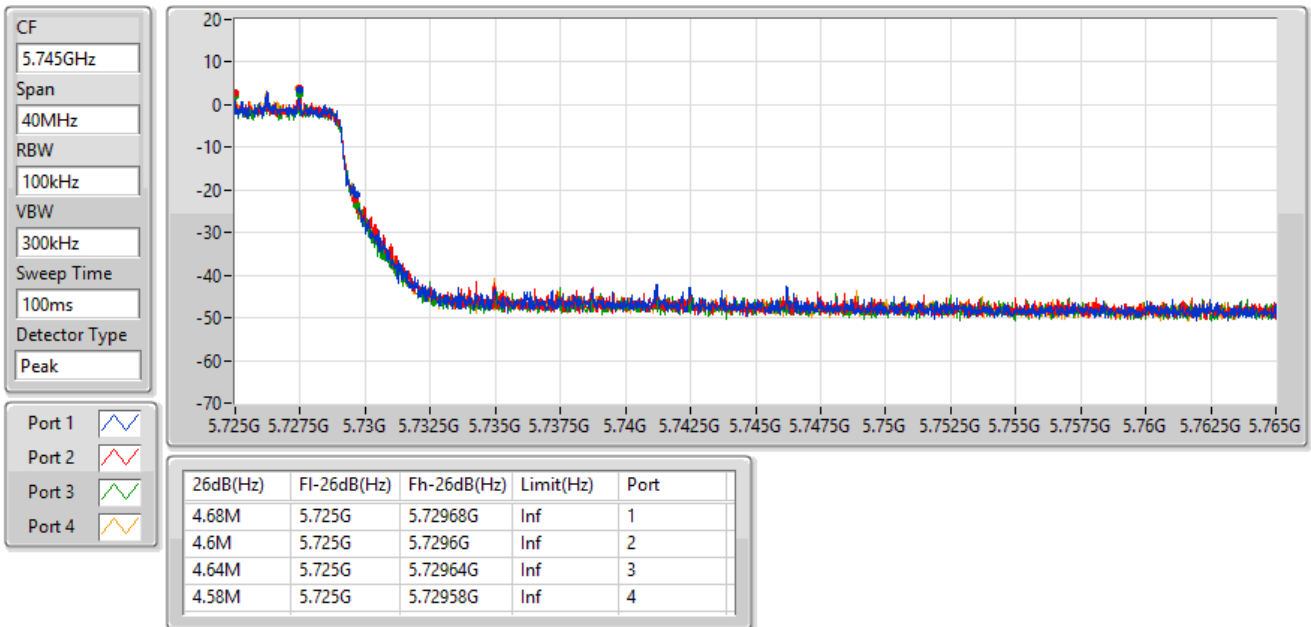 CF
5.745GHz
Span
40MHz
RBW
100kHz
VBW
300kHz
Sweep Time
100ms
Detector Type
Peak
Port 1
Port 2
Port 3
Port 4
20
10
0
-10
-20
-30
-40
-50
-60
-70
5.725G 5.7275G 5.73G 5.7325G 5.735G 5.7375G 5.74G 5.7425G 5.745G 5.7475G 5.75G 5.7525G 5.755G 5.7575G 5.76G 5.7625G 5.765G
26dB(Hz) Fl-26dB(Hz) Fh-26dB(Hz) Limit(Hz) Port
4.68M 5.725G 5.72968G Inf 1
4.6M 5.725G 5.7296G Inf 2
4.64M 5.725G 5.72964G Inf 3
4.58M 5.725G 5.72958G Inf 4